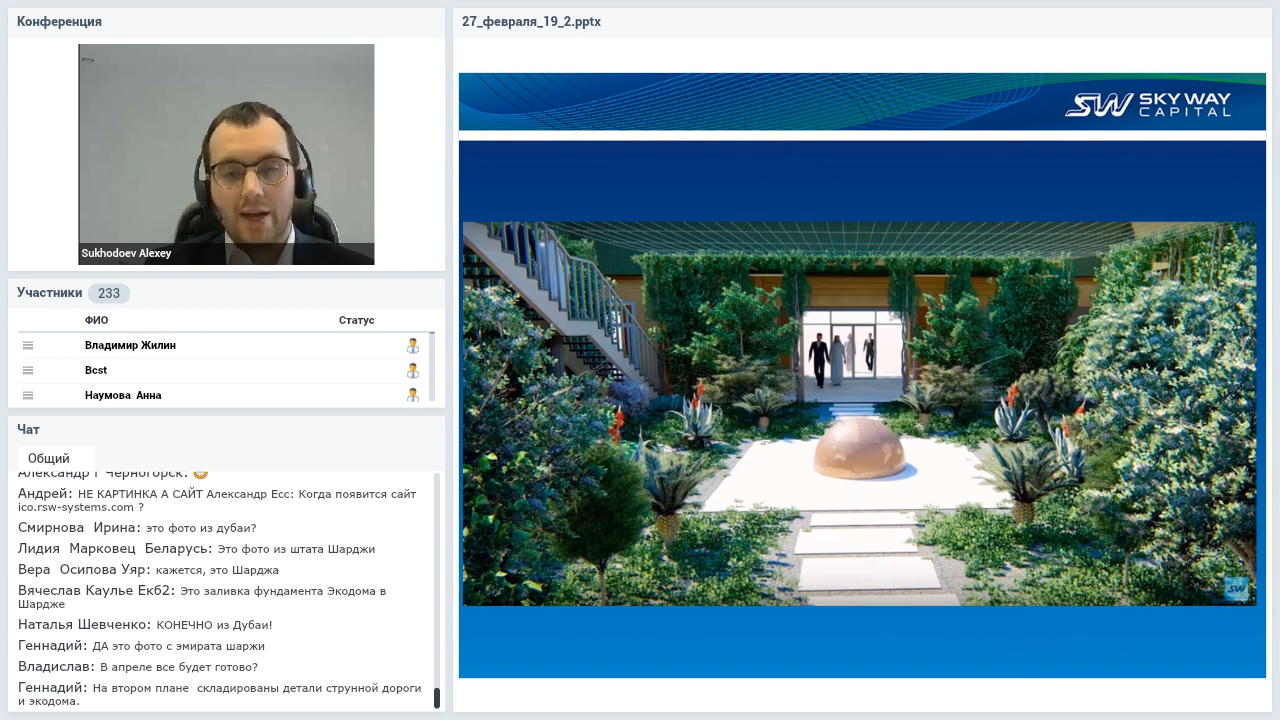 Конференция
Sukhodoev Alexey
Участники 233
ФИО Статус
Владимир Жилин
Bcst
Наумова Анна
Чат
Общий
Александр г Черногорск:
Андрей: НЕ КАРТИНКА А САЙТ Александр Есс: Когда появится сайт
ico.rsw-systems.com ?
Смирнова Ирина: это фото из дубаи?
Лидия Марковец Беларусь: Это фото из штата Шарджи
Вера Осипова Уяр: кажется, это Шарджа
Вячеслав Каулье Екб2: Это заливка фундамента Экодома в
Шардже
Наталья Шевченко: КОНЕЧНО из Дубаи!
Геннадий: ДА это фото с эмирата шаржи
Владислав: В апреле все будет готово?
Геннадий: На втором плане складированы детали струнной дороги
и экодома.
27_февраля_19_2.pptx
SW SKY WAY
CAPITAL
SW